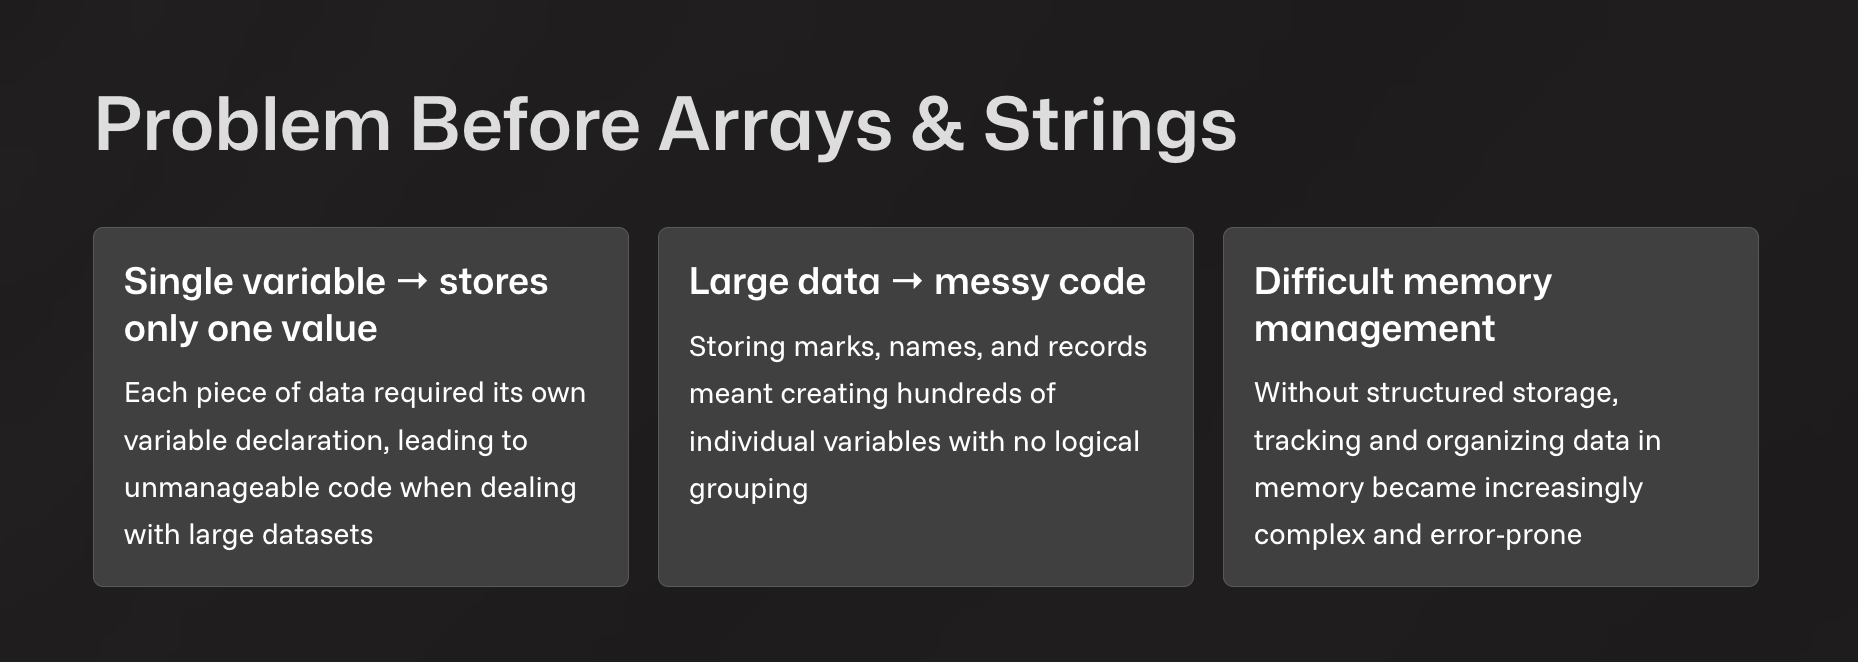 Problem Before Arrays & Strings
Single variable → stores
only one value
Each piece of data required its own
variable declaration, leading to
unmanageable code when dealing
with large datasets
Large data → messy code
Storing marks, names, and records
meant creating hundreds of
individual variables with no logical
grouping
Difficult memory
management
Without structured storage,
tracking and organizing data in
memory became increasingly
complex and error-prone